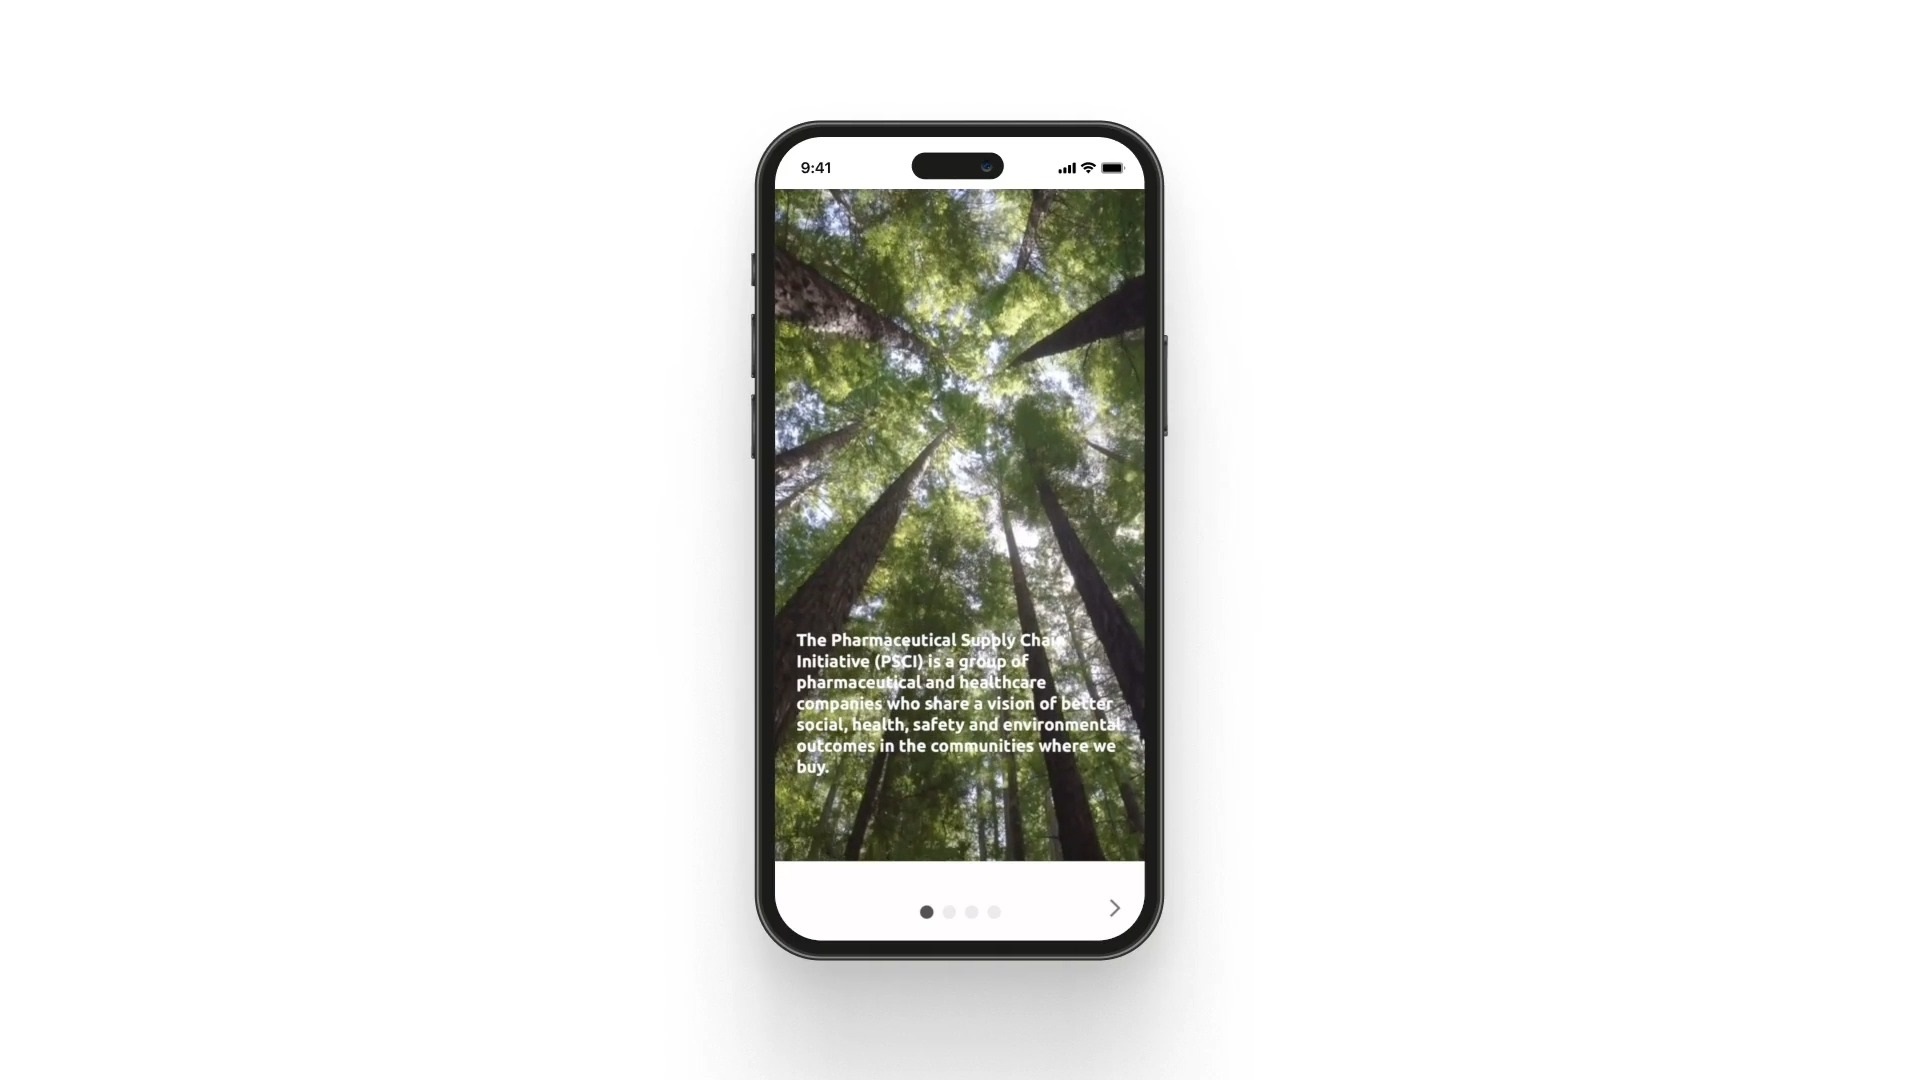 9:41
The Pharmaceutical Supply Chain
Initiative (PSCI) is a group of
pharmaceutical and healthcare
companies who share a vision of better
social, health, safety and environmental
outcomes in the communities where we
buy.